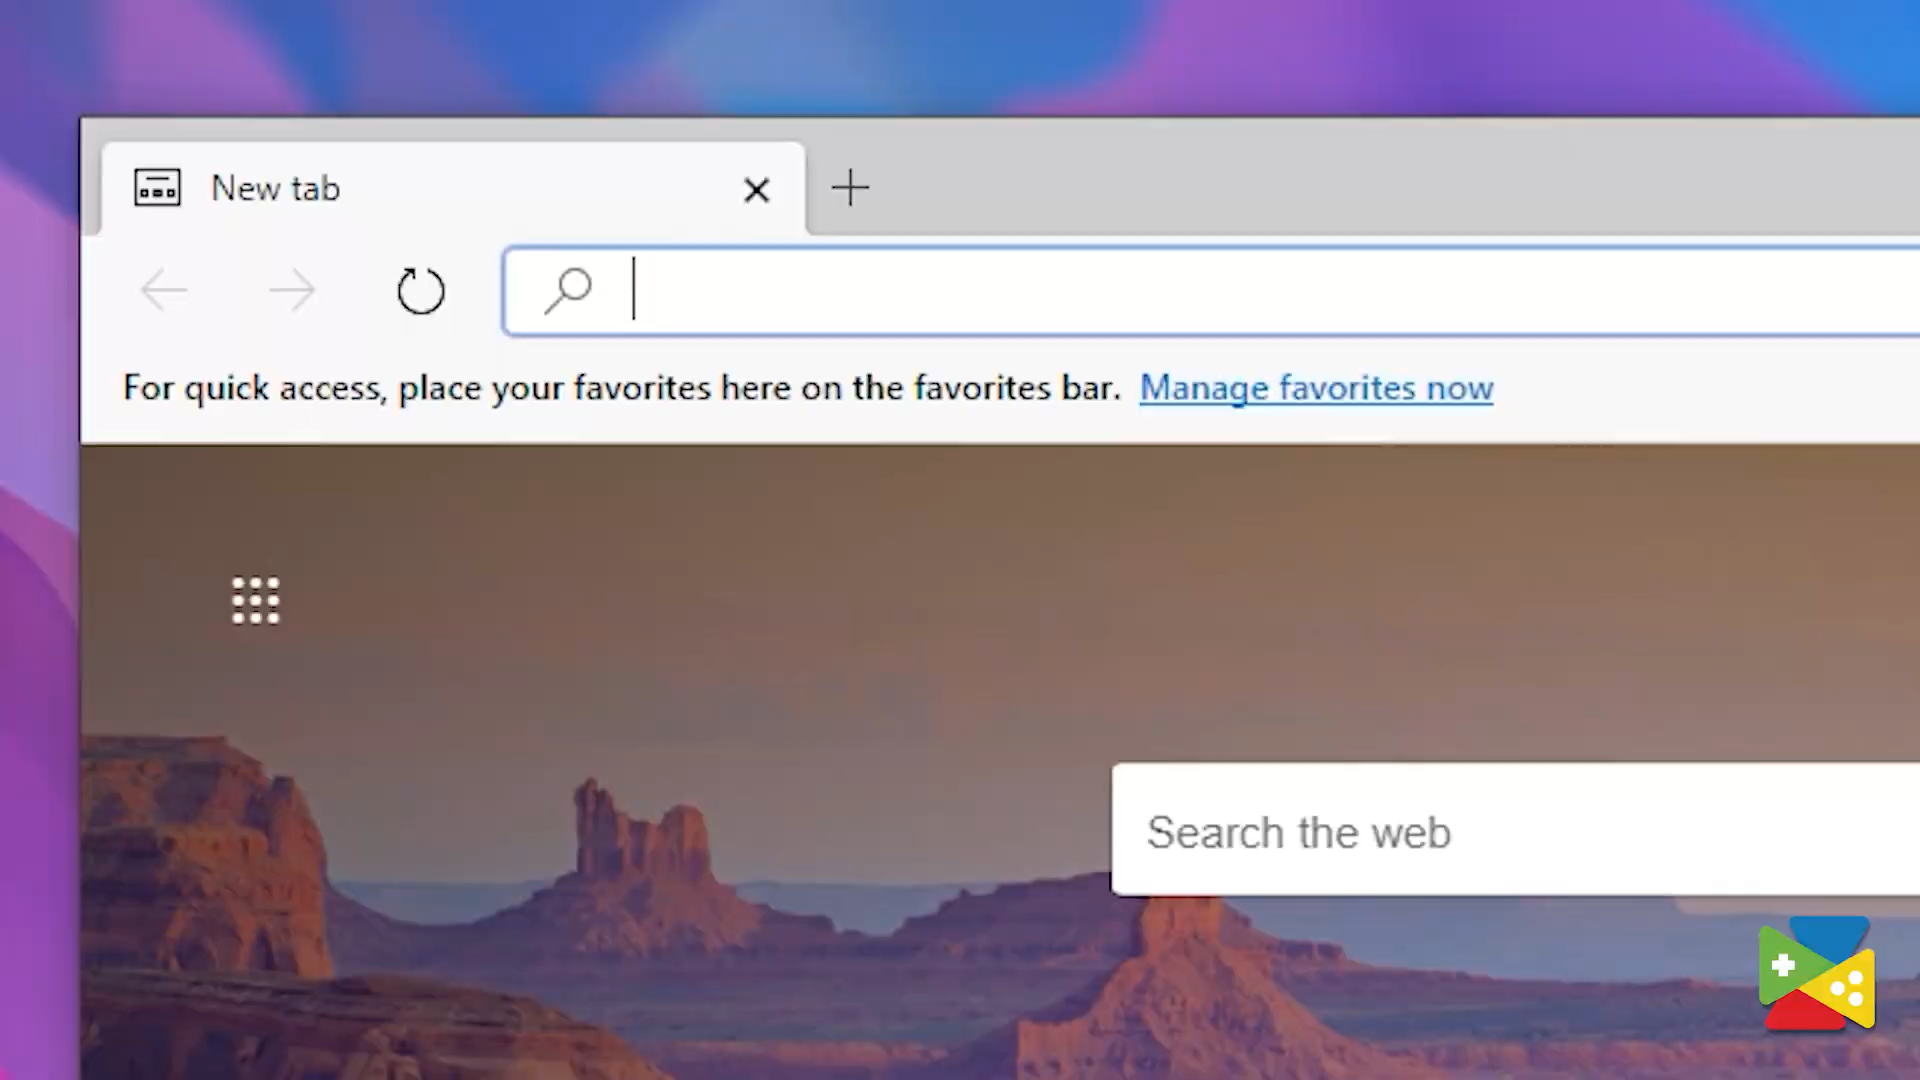 New tab
For quick access, place your favorites here on the favorites bar. Manage favorites now
Search the web